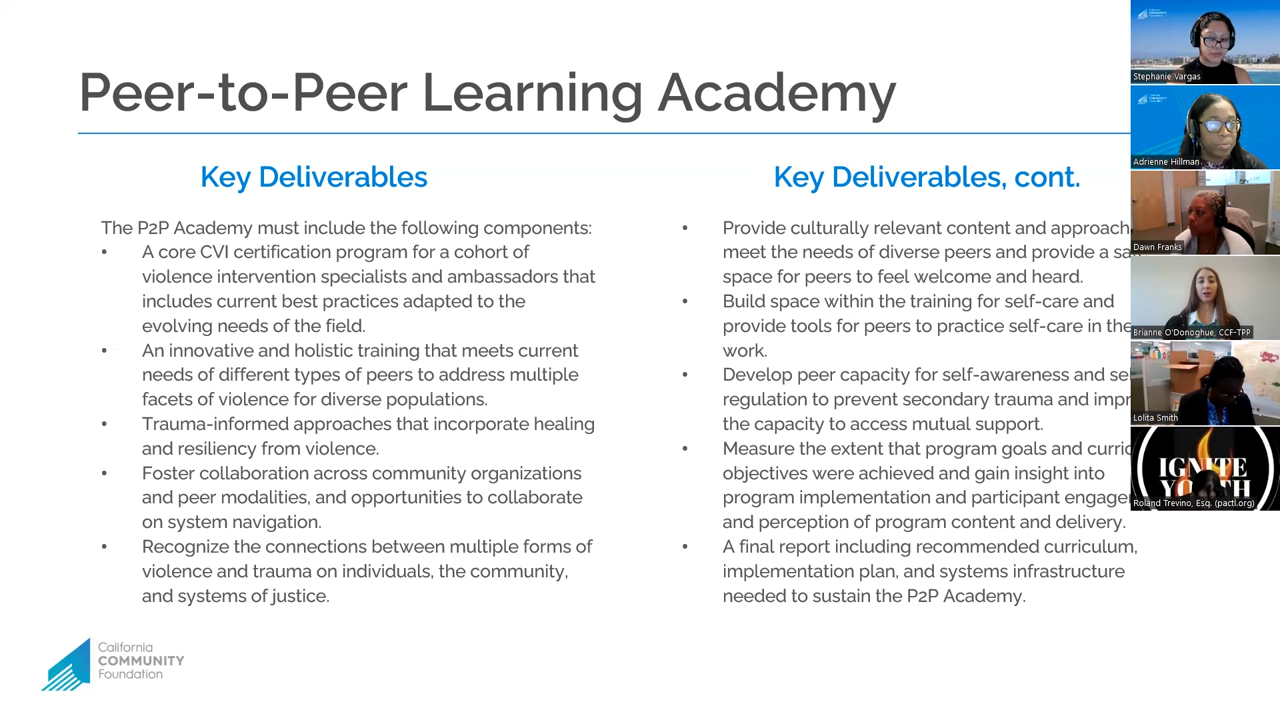 Peer-to-Peer Learning Academy
Key Deliverables
The P2P Academy must include the following components:
• A core CVI certification program for a cohort of
violence intervention specialists and ambassadors that
includes current best practices adapted to the
evolving needs of the field.
• An innovative and holistic training that meets current
needs of different types of peers to address multiple
facets of violence for diverse populations.
• Trauma-informed approaches that incorporate healing
and resiliency from violence.
• Foster collaboration across community organizations
and peer modalities, and opportunities to collaborate
on system navigation.
• Recognize the connections between multiple forms of
violence and trauma on individuals, the community,
and systems of justice.
Key Deliverables, cont.
• Provide culturally relevant content and approach
meet the needs of diverse peers and provide a
space for peers to feel welcome and heard.
• Build space within the training for self-care and
provide tools for peers to practice self-care in the
work.
• Develop peer capacity for self-awareness and
regulation to prevent secondary trauma and
the capacity to access mutual support.
• Measure the extent that program goals and
objectives were achieved and gain insight into
program implementation and participant
and perception of program content and delivery.
• A final report including recommended curriculum,
implementation plan, and systems infrastructure
needed to sustain the P2P Academy.
California
COMMUNITY
Foundation
Stephanie Vargas
Adrienne Hillman
Dawn Franks
Brianne O'Donoghue, CCF-TPP
Lolita Smith
IGNITE
Roland Trevino, Esq. (pactl.org)